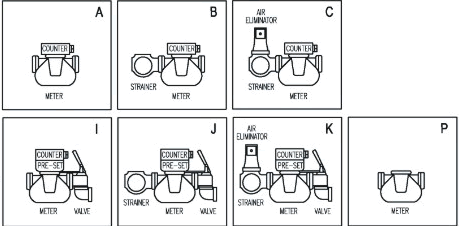 A
COUNTER
METER
B
COUNTER
STRAINER
METER
C
AIR
ELIMINATOR
COUNTER
STRAINER
METER
I
COUNTER
PRE-SET
METER
VALVE
J
COUNTER
PRE-SET
STRAINER
METER
VALVE
K
AIR
ELIMINATOR
COUNTER
PRE-SET
STRAINER
METER
VALVE
P
METER